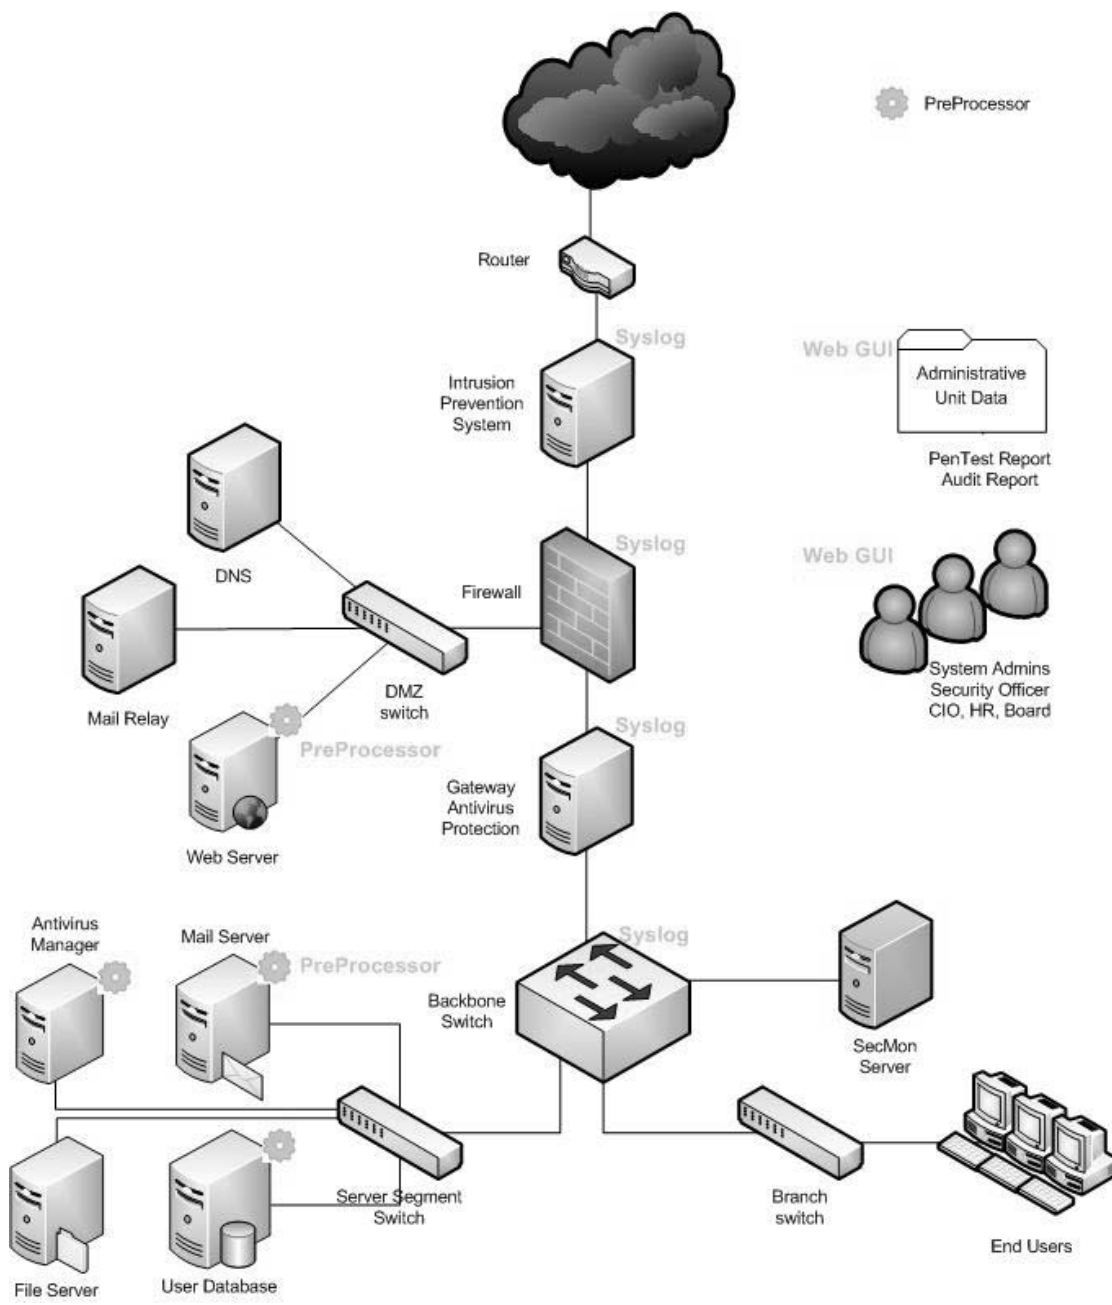 PreProcessor
Router
Syslog
Intrusion
Prevention
System
Web GUI
Administrative
Unit Data
PenTest Report
Audit Report
DNS
Syslog
Firewall
Web GUI
System Admins
Security Officer
CIO, HR, Board
Mail Relay
DMZ
switch
PreProcessor
Web Server
Syslog
Gateway
Antivirus
Protection
Antivirus
Manager
Mail Server
PreProcessor
Syslog
Backbone
Switch
SecMon
Server
Server Segment
Switch
Branch
switch
End Users
File Server
User Database